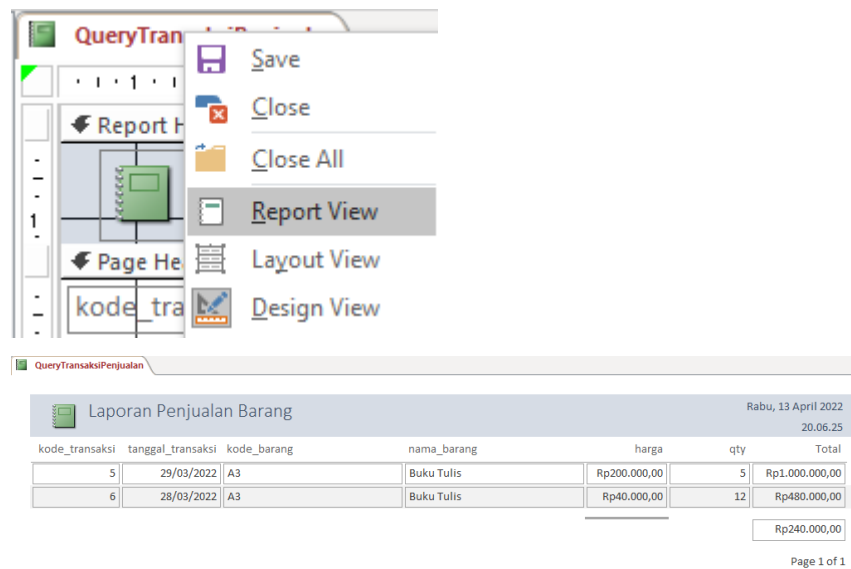 QueryTran
Save
Close
Close All
Report View
Layout View
Design View
1
Report H
1
Page He
kode_tra
QueryTransaksiPenjualan
Laporan Penjualan Barang
Rabu, 13 April 2022
20.06.25
kode_transaksi tanggal_transaksi kode_barang nama_barang harga qty Total
5 29/03/2022 A3 Buku Tulis Rp200.000,00 5 Rp1.000.000,00
6 28/03/2022 A3 Buku Tulis Rp40.000,00 12 Rp480.000,00
Rp240.000,00
Page 1 of 1